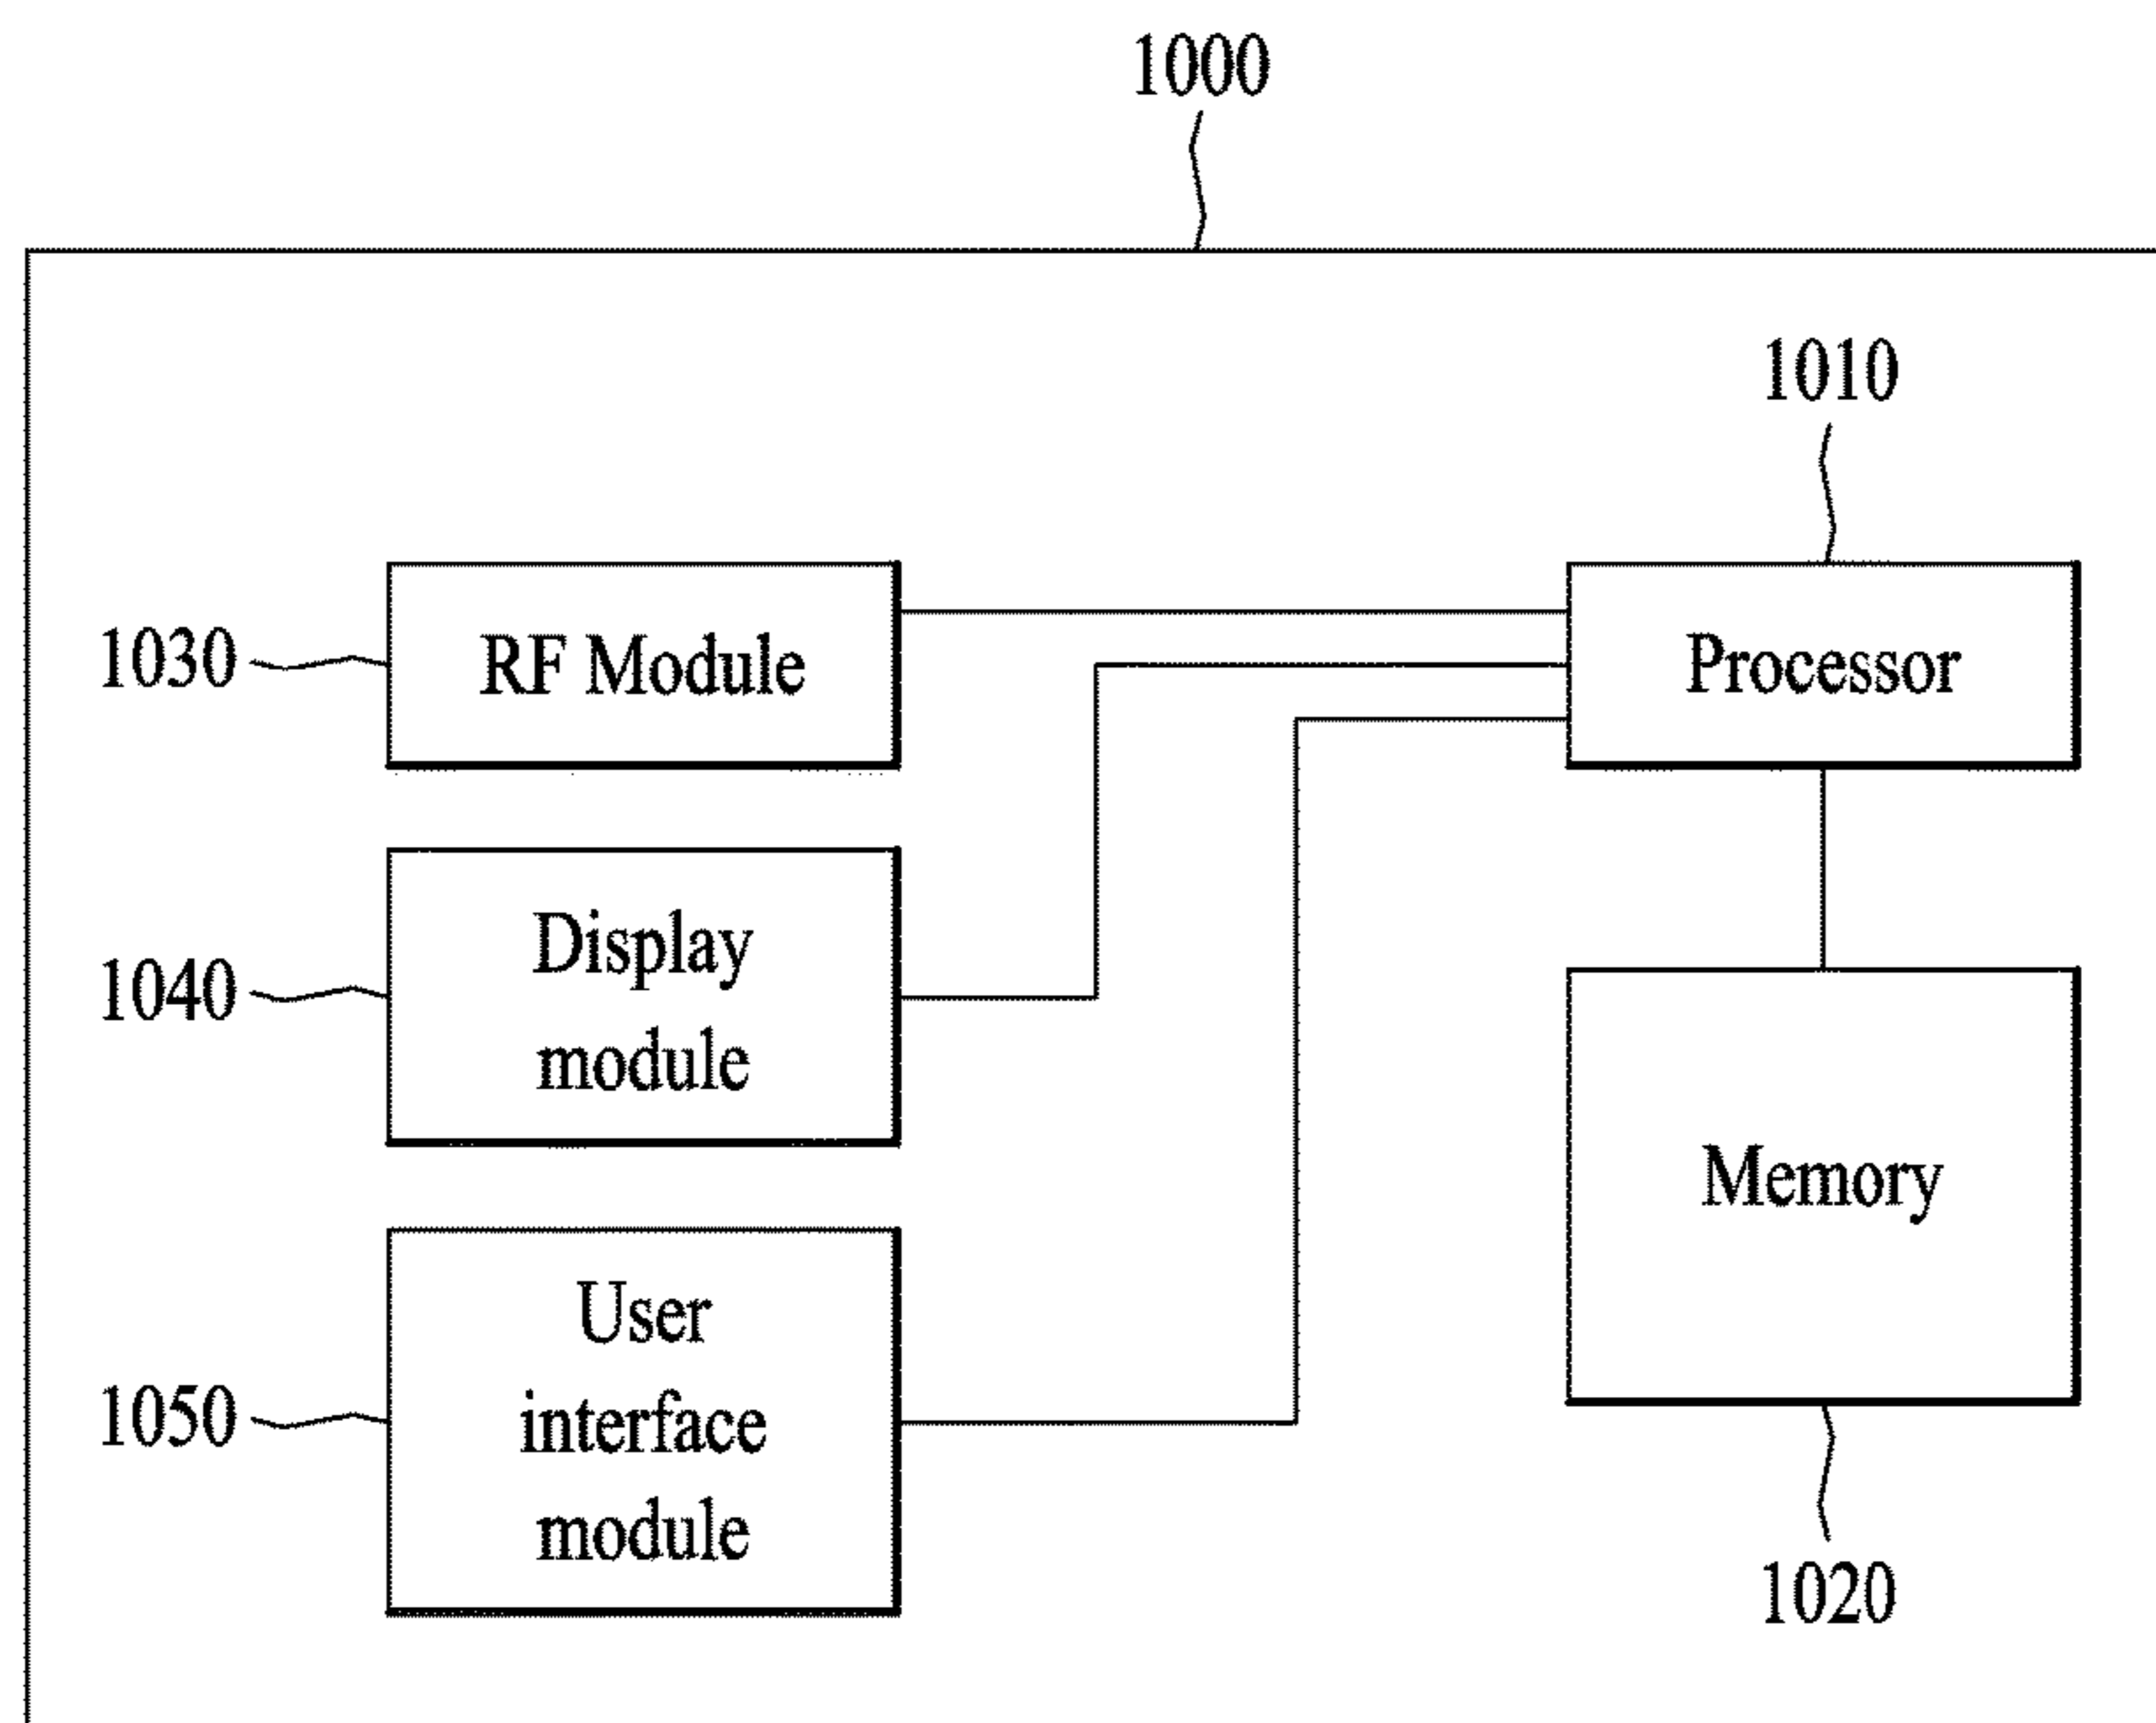 1000
1010
1030
RF Module
Processor
1040
Display
module
Memory
1050
User
interface
module
1020